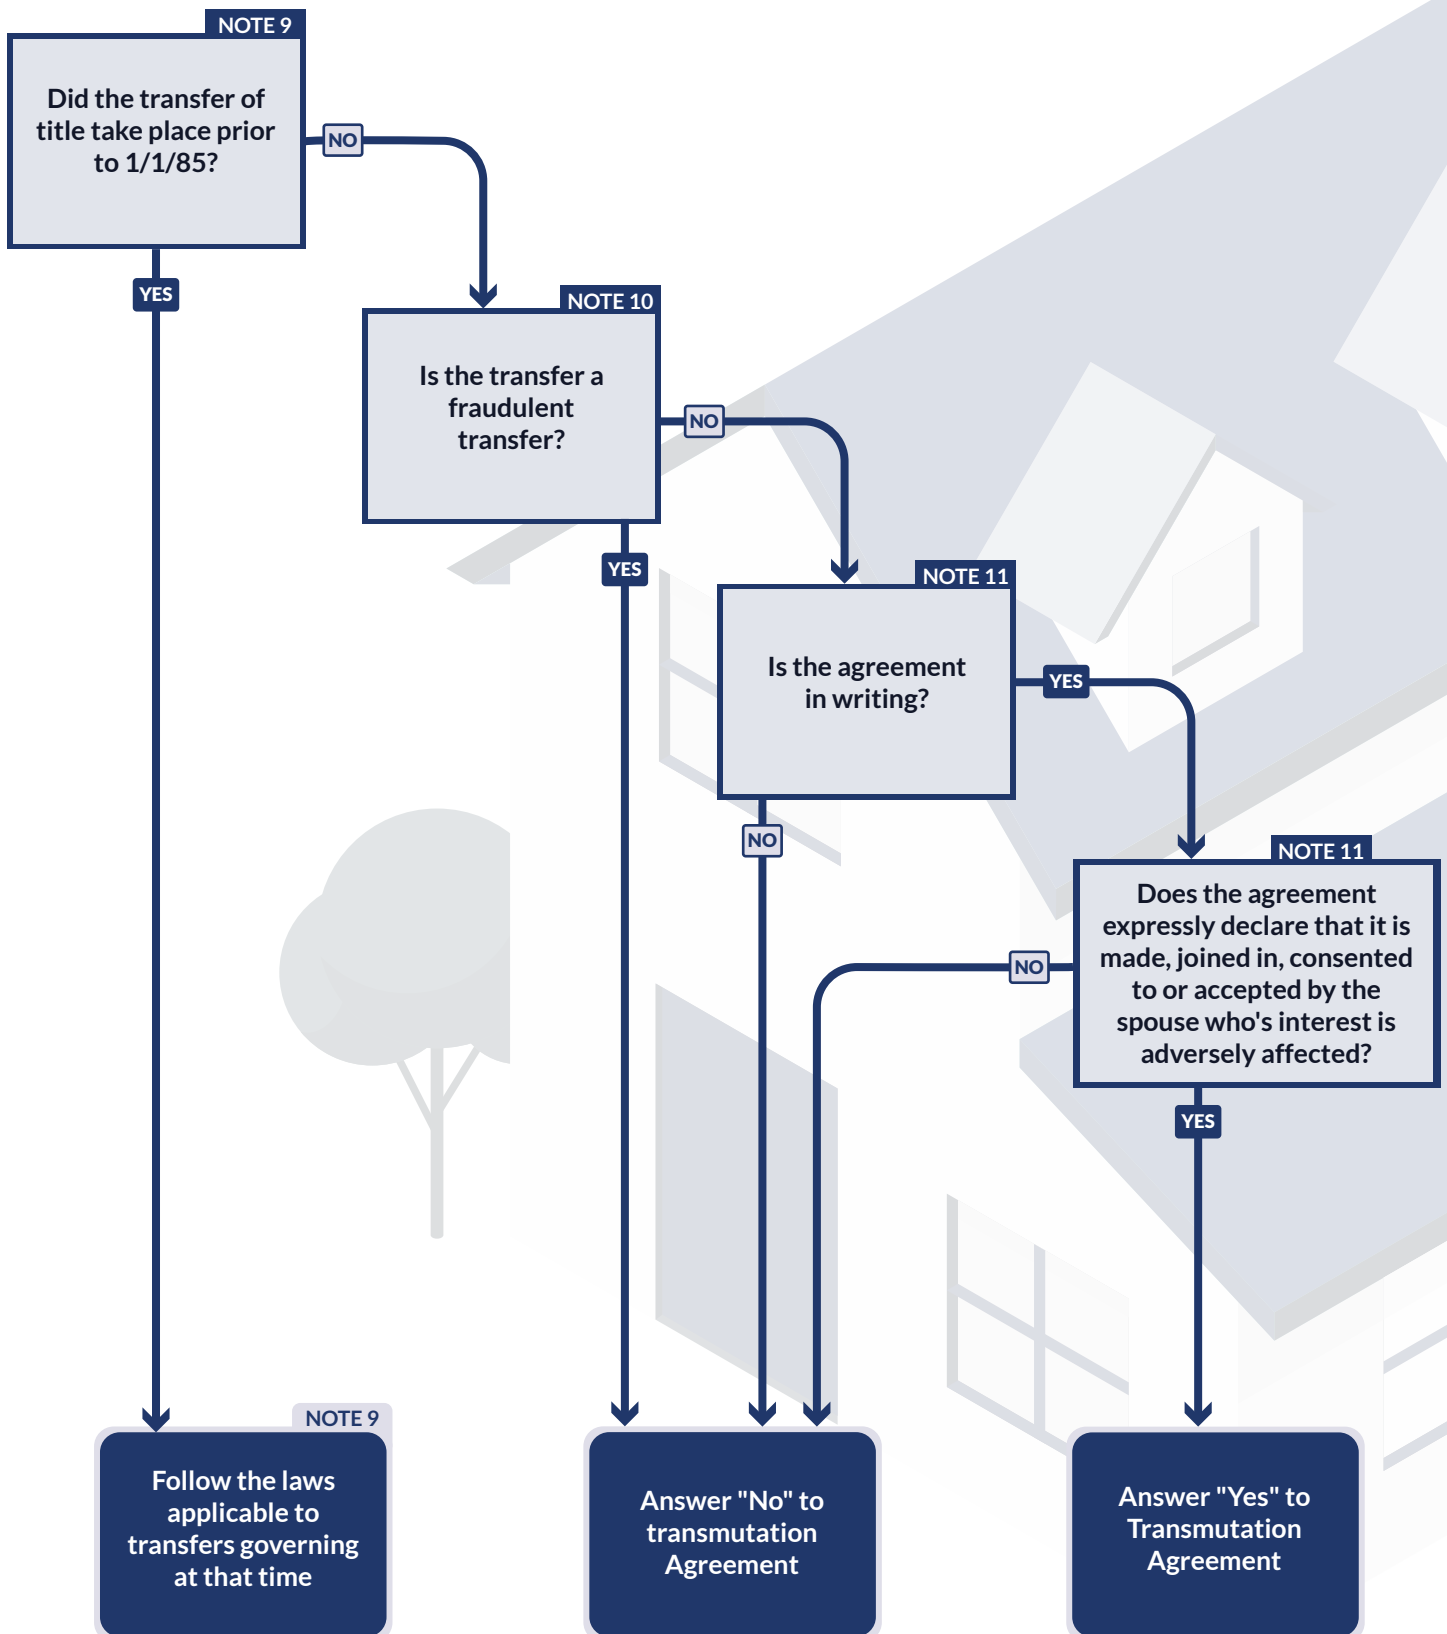 NOTE 9
Did the transfer of
title take place prior
to 1/1/85?
NO
YES
NOTE 10
Is the transfer a
fraudulent
transfer?
NO
YES
NOTE 11
Is the agreement
in writing?
YES
NO
NOTE 11
Does the agreement
expressly declare that it is
made, joined in, consented
to or accepted by the
spouse who's interest is
adversely affected?
NO
YES
NOTE 9
Follow the laws
applicable to
transfers governing
at that time
Answer "No" to
transmutation
Agreement
Answer "Yes" to
Transmutation
Agreement